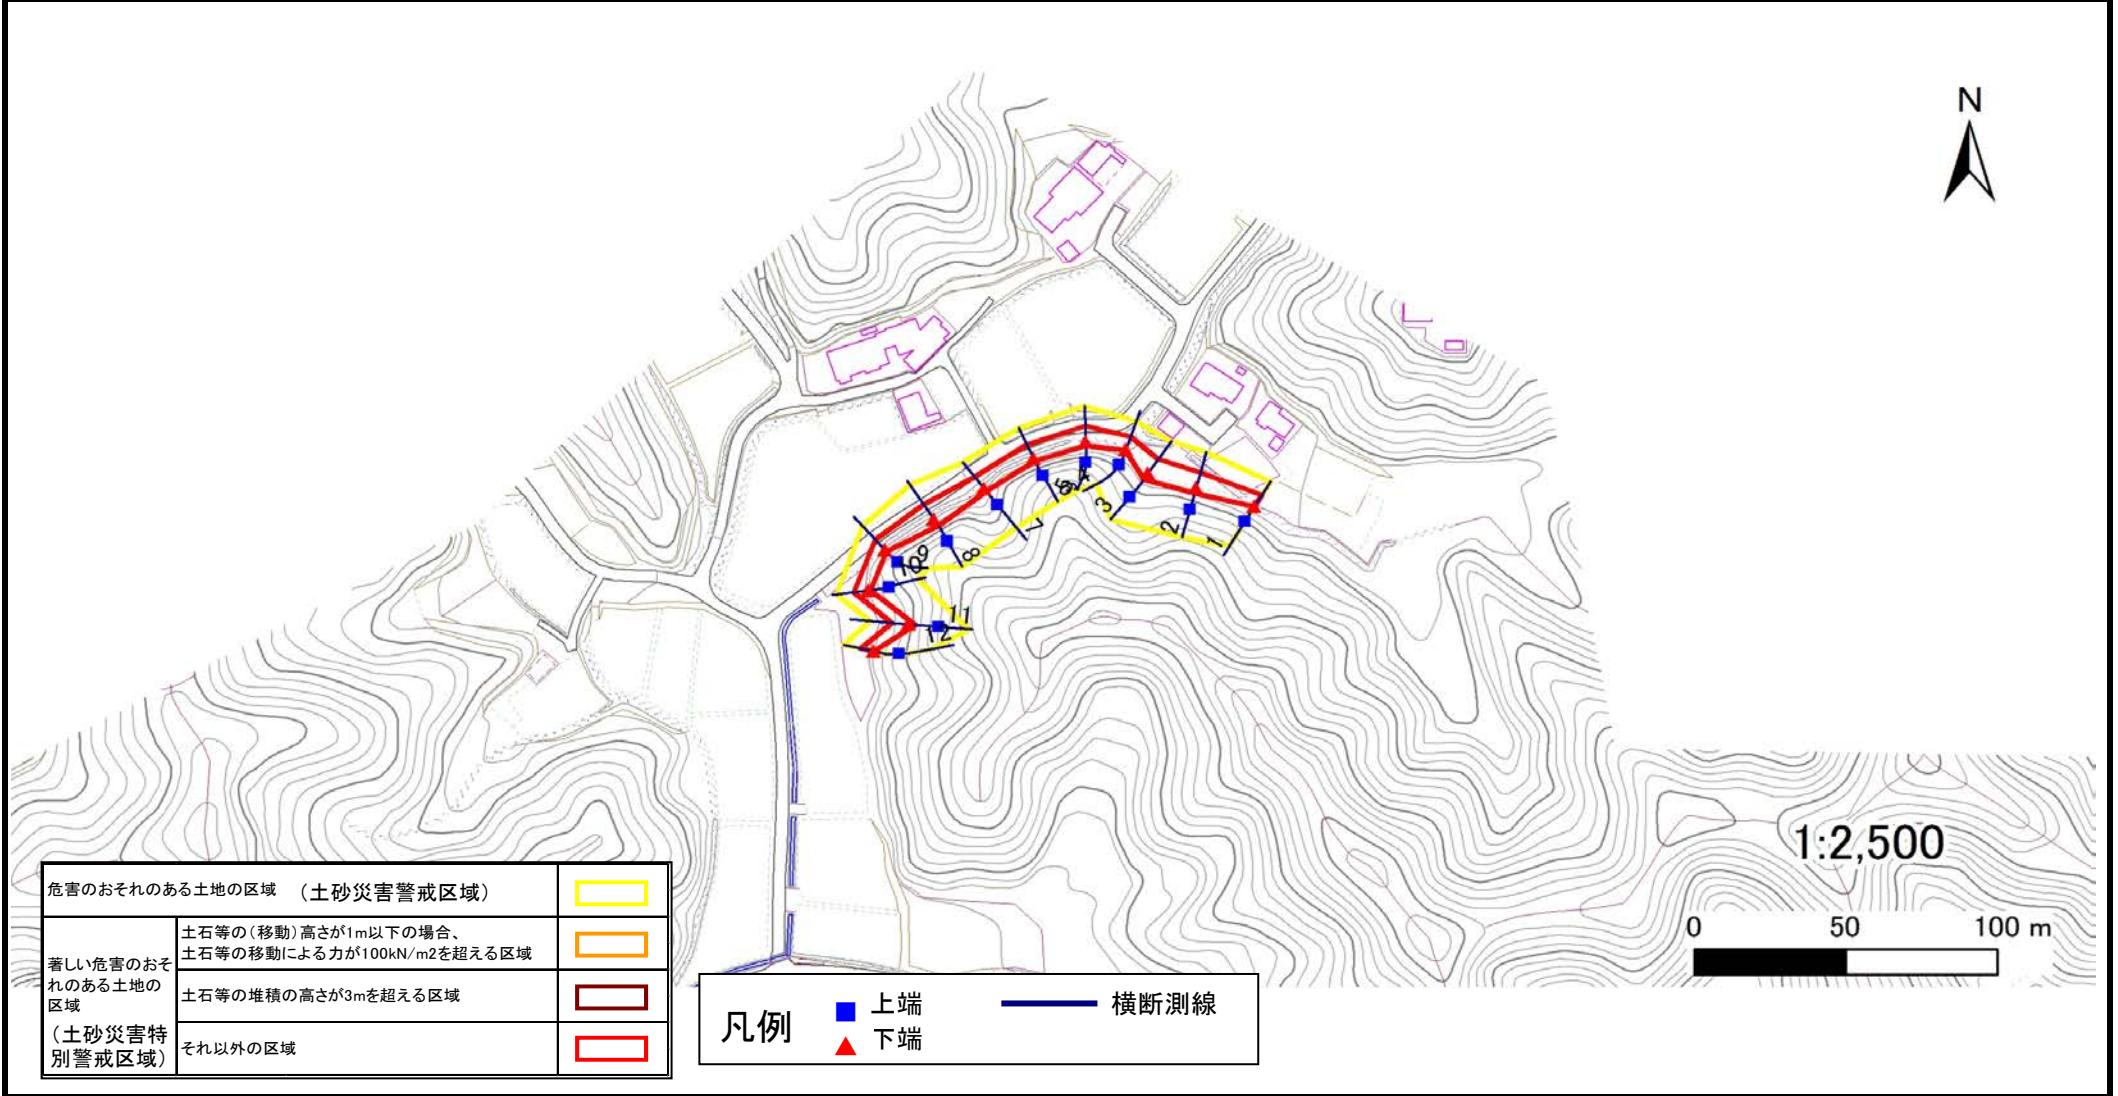 N
4
5
6
3
7
2
1
8
9
10
11
12
1:2,500
0 50 100 m
危害のおそれのある土地の区域 （土砂災害警戒区域）
著しい危害のおそ
れのある土地の
区域
（土砂災害特
別警戒区域）
土石等の（移動）高さが1m以下の場合、
土石等の移動による力が100kN/m2を超える区域
土石等の堆積の高さが3mを超える区域
それ以外の区域
凡例
上端
下端
横断測線